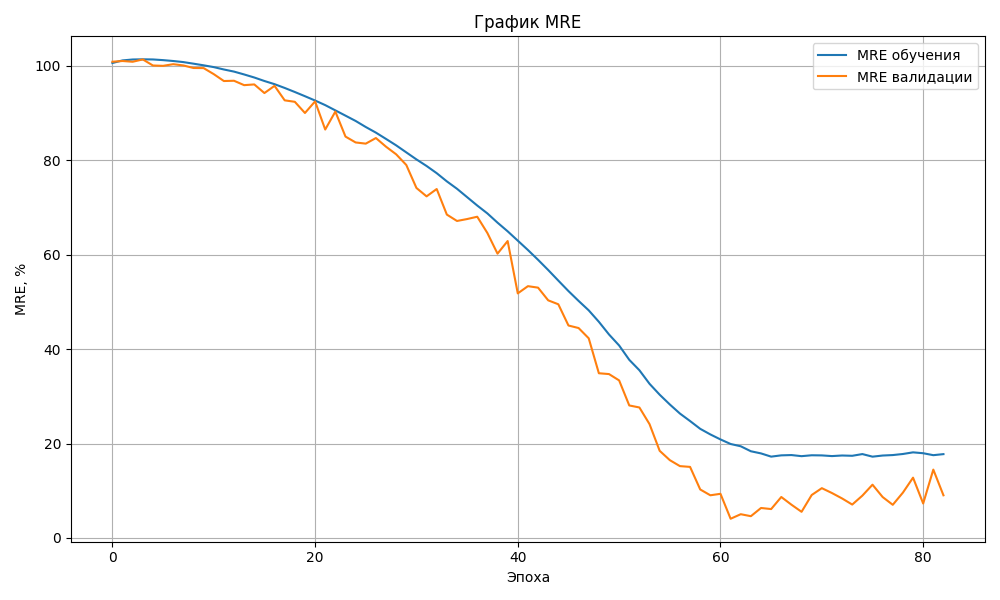 График MRE
MRE обучения
MRE валидации
MRE, %
100
80
60
40
20
0
0 20 40 60 80
Эпоха